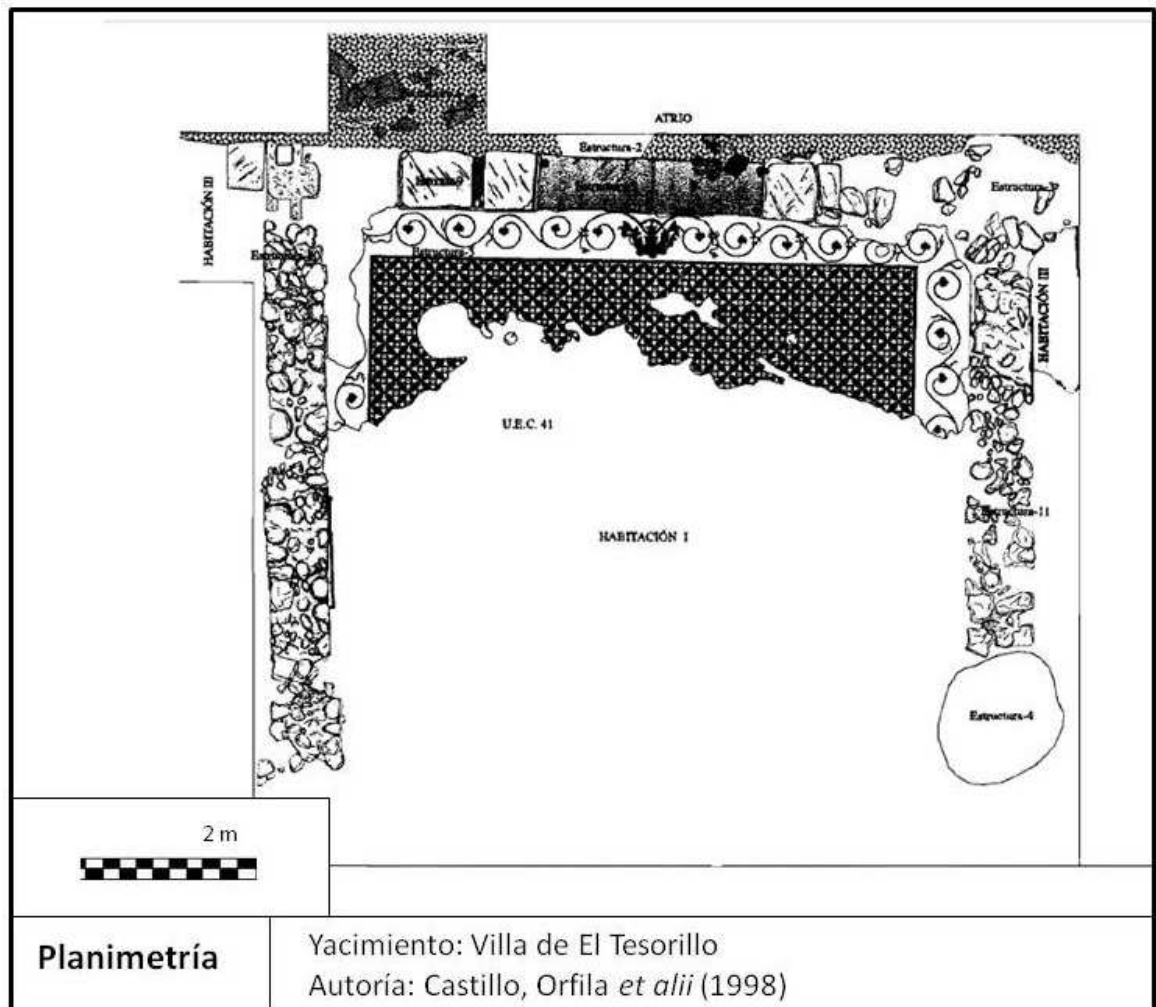 ATRIO
Estructura-2
HABITACIÓN III
HABITACIÓN III
U.E.C. 41
HABITACIÓN I
Estructura-11
Estructura-4
2 m
Planimetría
Yacimiento: Villa de El Tesorillo
Autoría: Castillo, Orfila et alii (1998)